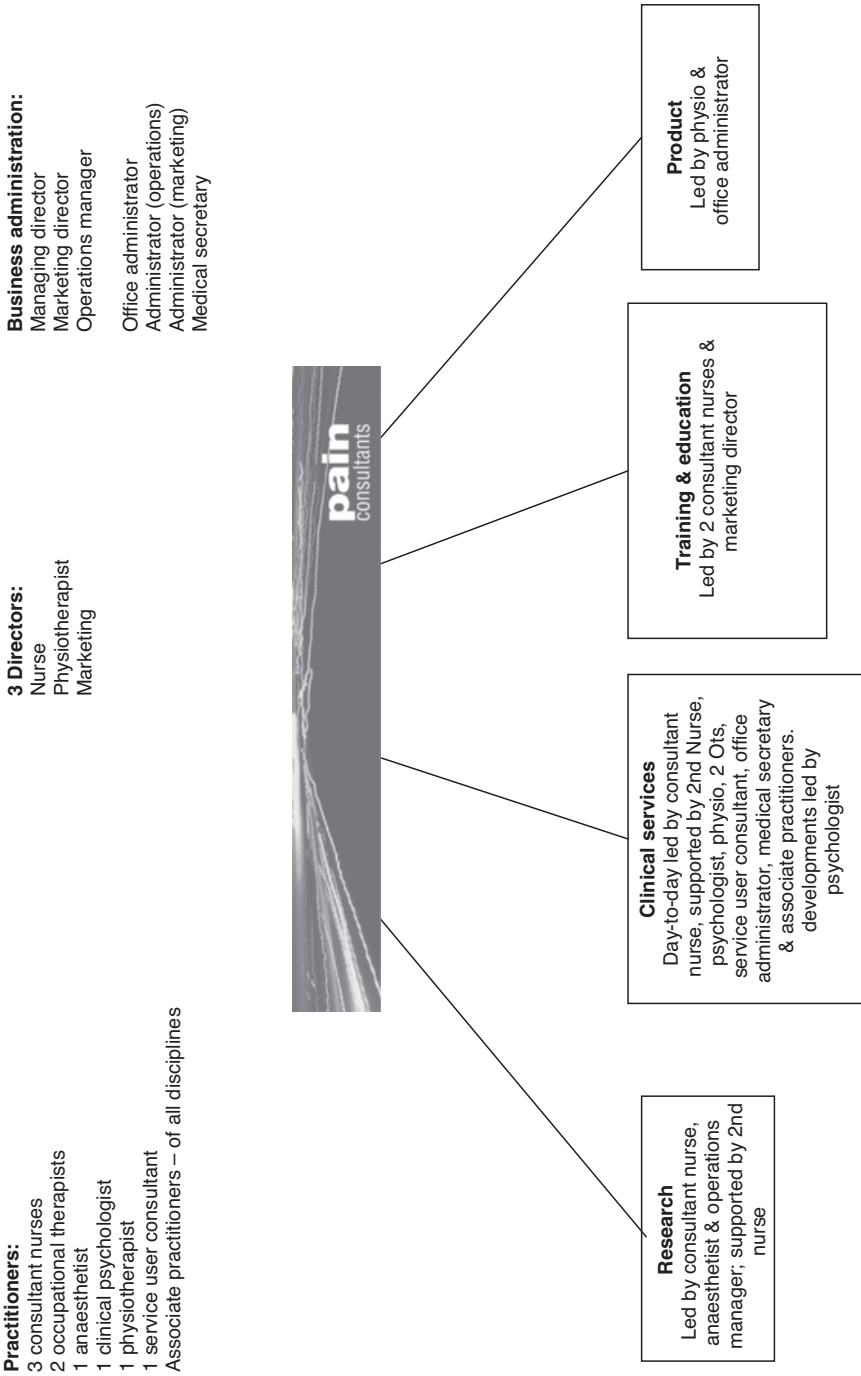 Practitioners:
3 consultant nurses
2 occupational therapists
1 anaesthetist
1 clinical psychologist
1 physiotherapist
1 service user consultant
Associate practitioners – of all disciplines
3 Directors:
Nurse
Physiotherapist
Marketing
Business administration:
Managing director
Marketing director
Operations manager
Office administrator
Administrator (operations)
Administrator (marketing)
Medical secretary
pain
consultants
Research
Led by consultant nurse,
anaesthetist & operations
manager; supported by 2nd
nurse
Clinical services
Day-to-day led by consultant
nurse, supported by 2nd Nurse,
psychologist, physio, 2 Ots,
service user consultant, office
administrator, medical secretary
& associate practitioners.
developments led by
psychologist
Training & education
Led by 2 consultant nurses &
marketing director
Product
Led by physio &
office administrator